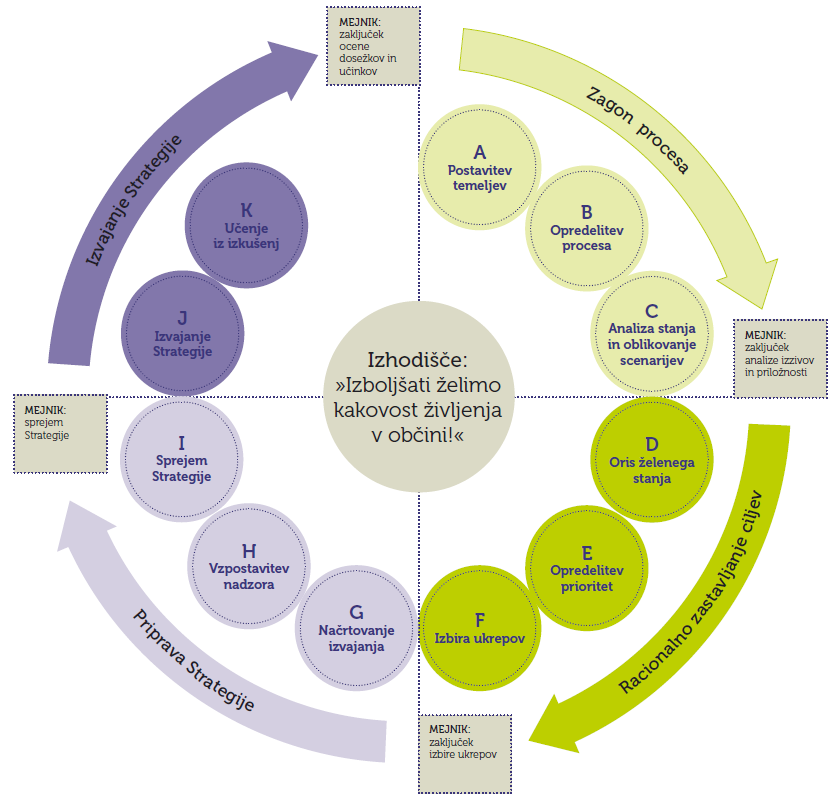 MEJNIK:
zaključek
ocene
dosežkov in
učinkov
Zagon procesa
A
Postavitev
temeljev
B
Opredelitev
procesa
C
Analiza stanja
in oblikovanje
scenarijev
MEJNIK:
zaključek
analize izzivov
in priložnosti
D
Oris želenega
stanja
E
Opredelitev
prioritet
F
Izbira ukrepov
Racionalno zastavljanje ciljev
MEJNIK:
zaključek
izbire ukrepov
G
Načrtovanje
izvajanja
H
Vzpostavitev
nadzora
I
Sprejem
Strategije
Priprava Strategije
MEJNIK:
sprejem
Strategije
J
Izvajanje
Strategije
K
Učenje
iz izkušenj
Izvajanje Strategije
Izhodišče:
»Izboljšati želimo
kakovost življenja
v občini!«